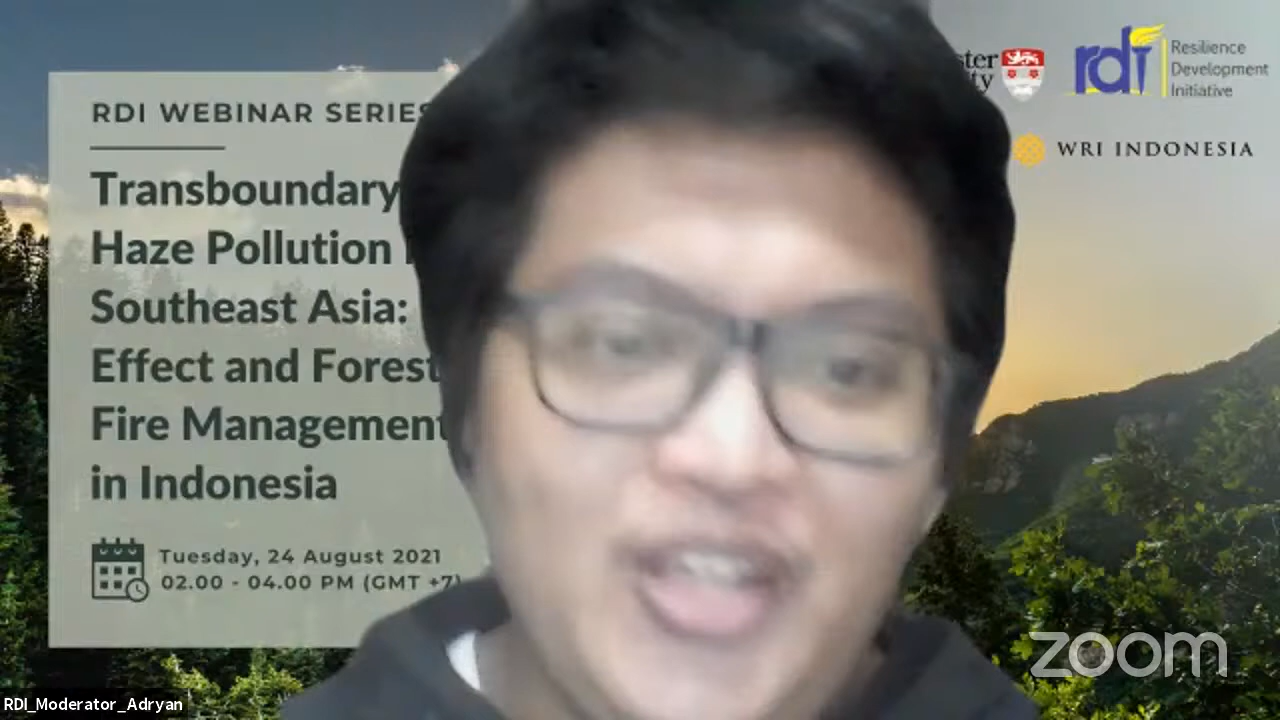 RDI WEBINAR SERIES
Transboundary
Haze Pollution
Southeast Asia:
Effect and Forest
Fire Management
in Indonesia
Tuesday, 24 August 2021
02.00 - 04.00 PM (GMT +7)
rdi
Resilience
Development
Initiative
WRI INDONESIA
zoom
RDI_Moderator_Adryan